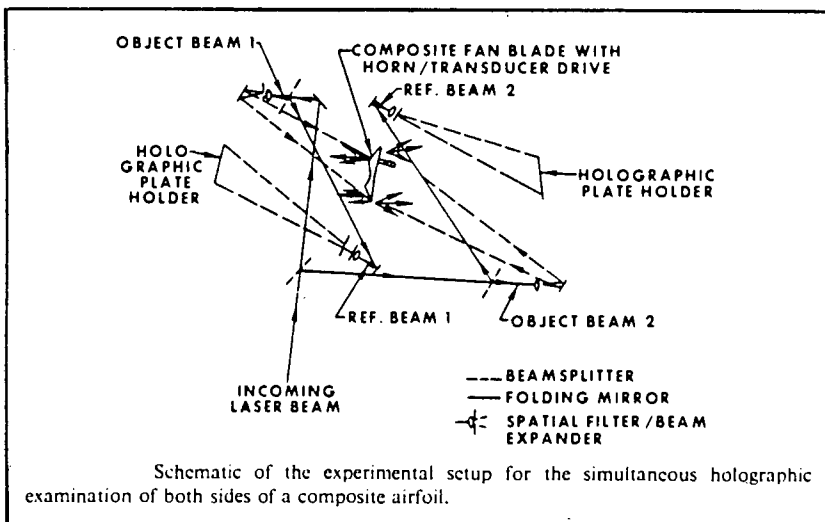 OBJECT BEAM 1
COMPOSITE FAN BLADE WITH
HORN/TRANSDUCER DRIVE
REF. BEAM 2
HOLO
GRAPHIC
PLATE
HOLDER
HOLOGRAPHIC
PLATE HOLDER
REF. BEAM 1
OBJECT BEAM 2
INCOMING
LASER BEAM
BEAMSPLITTER
FOLDING MIRROR
SPATIAL FILTER/BEAM
EXPANDER
Schematic of the experimental setup for the simultaneous holographic
examination of both sides of a composite airfoil.